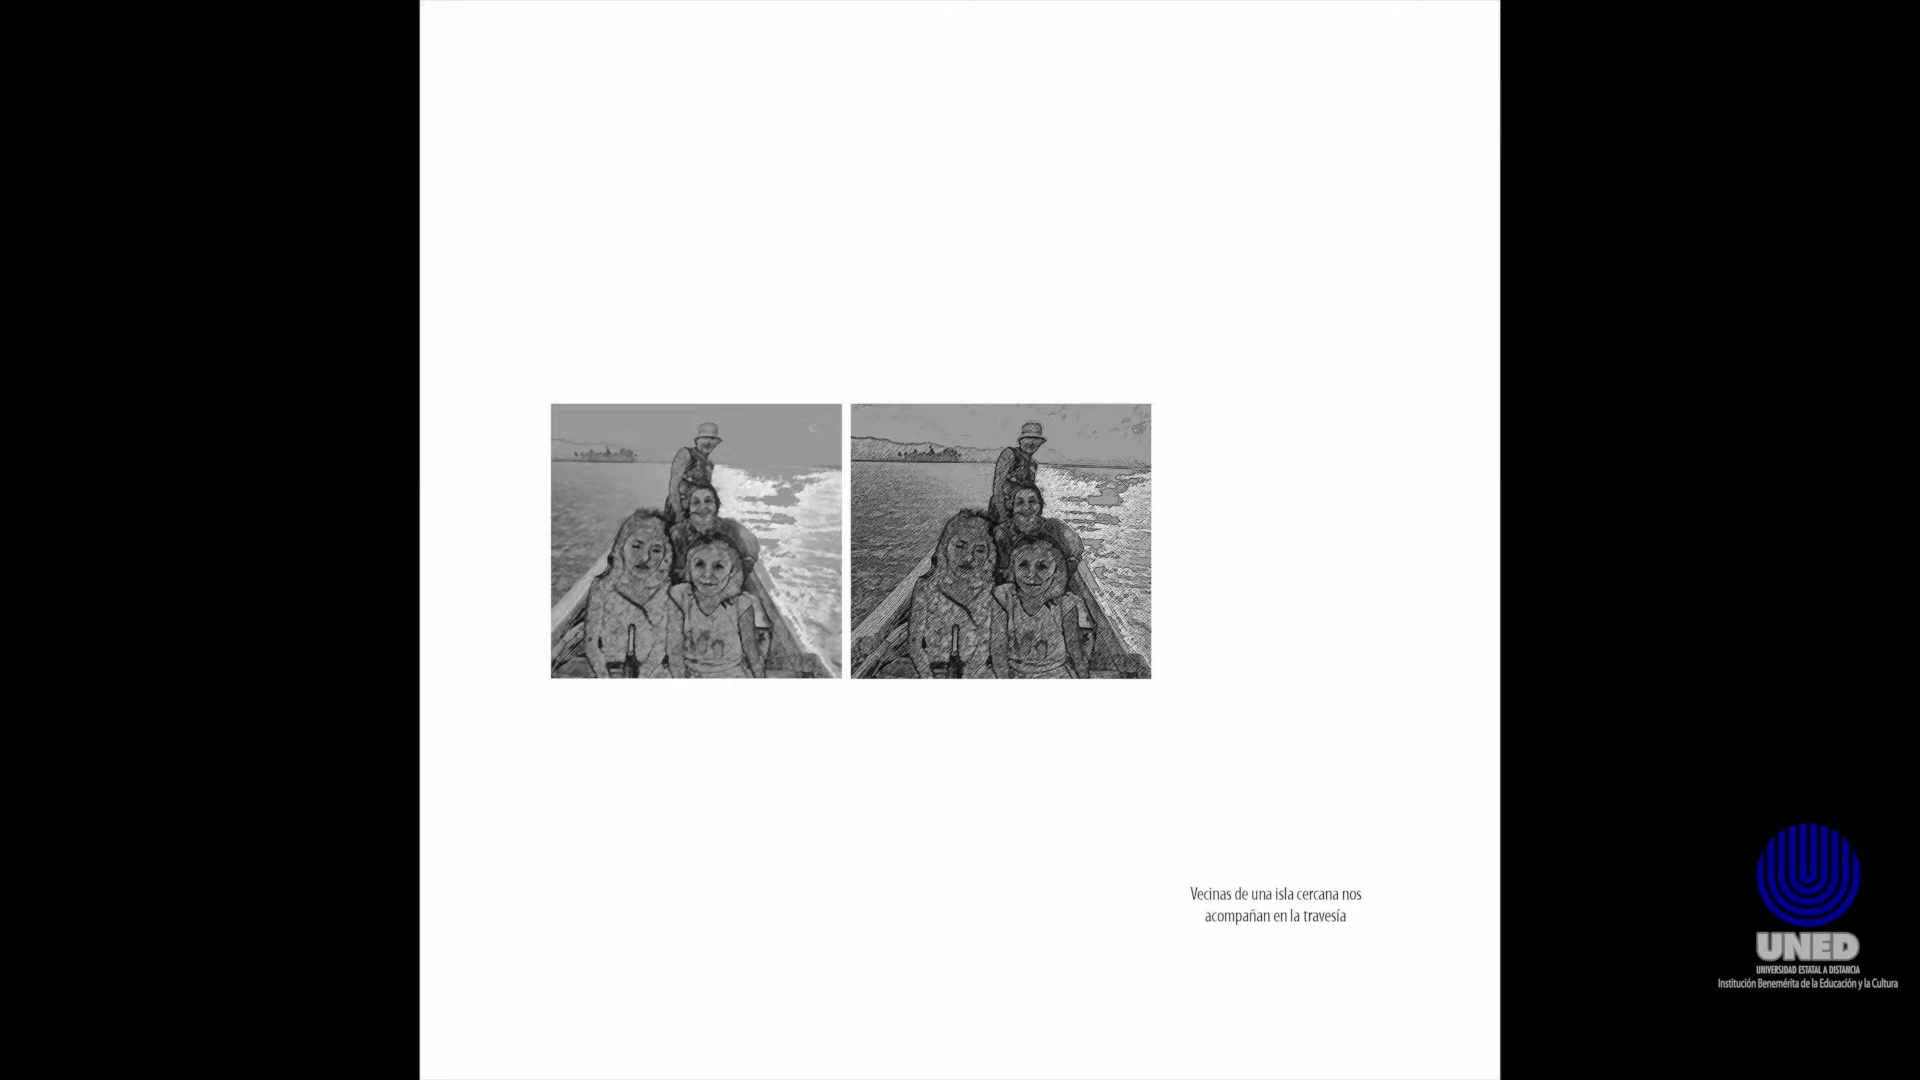 Vecinas de una isla cercana nos
acompañan en la travesía
UNED
UNIVERSIDAD ESTATAL A DISTANCIA
Institución Benemérita de la Educación y la Cultura